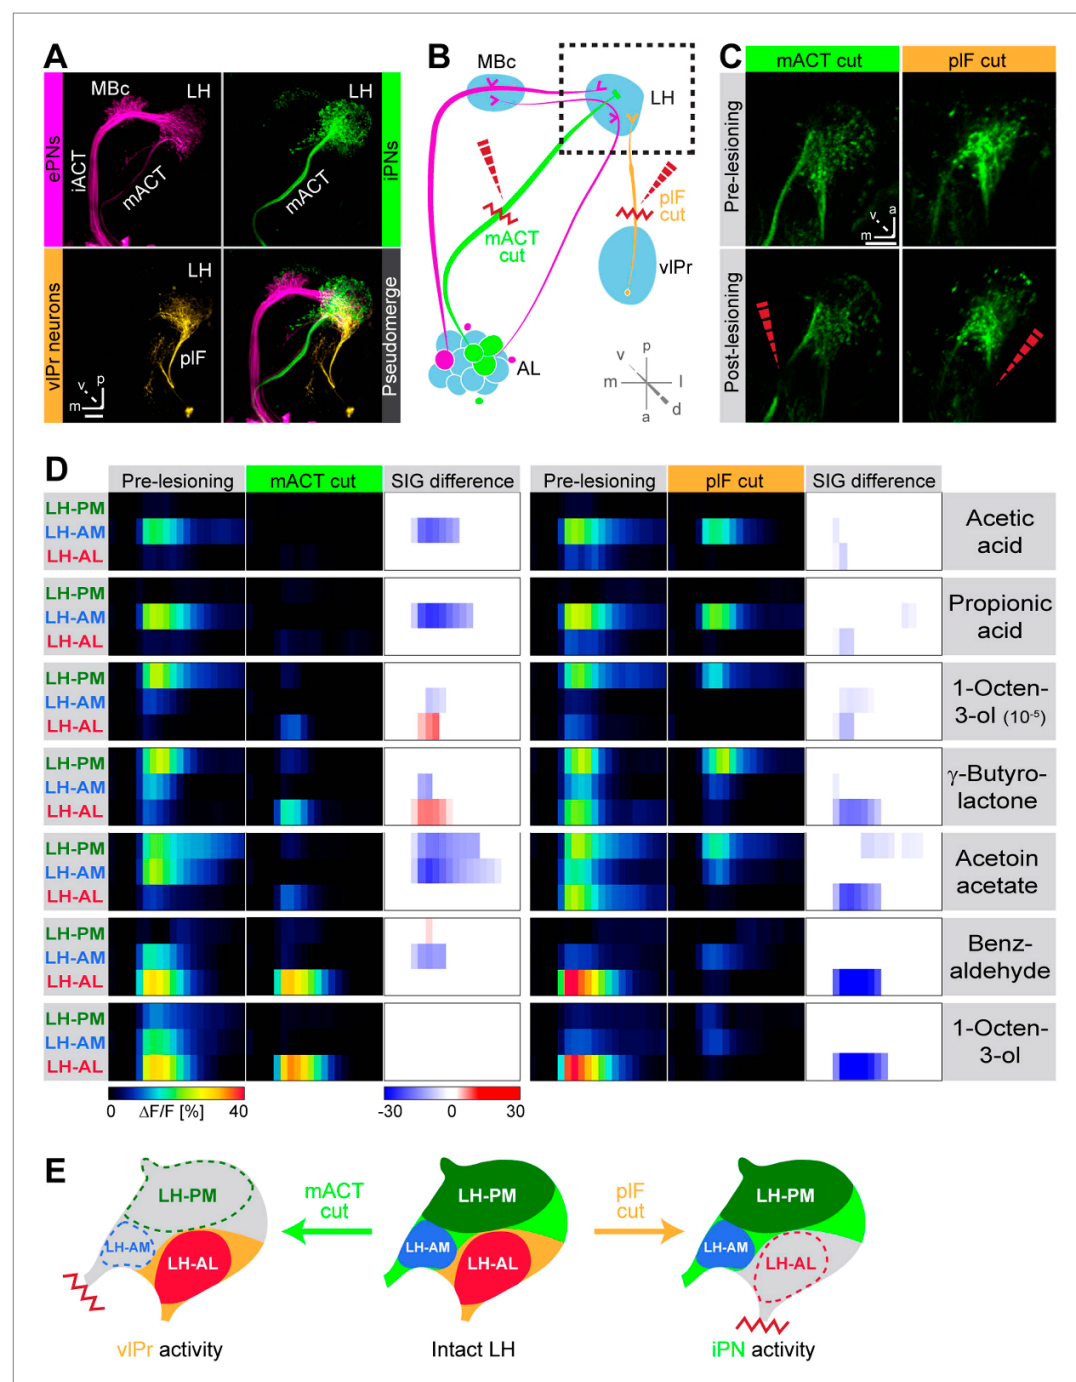 A
ePNs
MBc
LH
iACT
mACT
LH
mACT
iPNs
vlPr neurons
LH
plF
v
p
m
Pseudomerge
B
MBc
LH
mACT
cut
plF
cut
vlPr
AL
v
p
m
l
a
d
C
mACT cut
plF cut
Pre-lesioning
v
a
m
Post-lesioning
D
Pre-lesioning
mACT cut
SIG difference
Pre-lesioning
plF cut
SIG difference
LH-PM
LH-AM
LH-AL
Acetic
acid
LH-PM
LH-AM
LH-AL
Propionic
acid
LH-PM
LH-AM
LH-AL
1-Octen-
3-ol (10⁻⁵)
LH-PM
LH-AM
LH-AL
γ-Butyro-
lactone
LH-PM
LH-AM
LH-AL
Acetoin
acetate
LH-PM
LH-AM
LH-AL
Benz-
aldehyde
LH-PM
LH-AM
LH-AL
1-Octen-
3-ol
0 ΔF/F [%] 40
-30 0 30
E
LH-PM
LH-AM
LH-AL
vlPr activity
mACT
cut
LH-PM
LH-AM
LH-AL
Intact LH
plF
cut
LH-PM
LH-AM
LH-AL
iPN activity